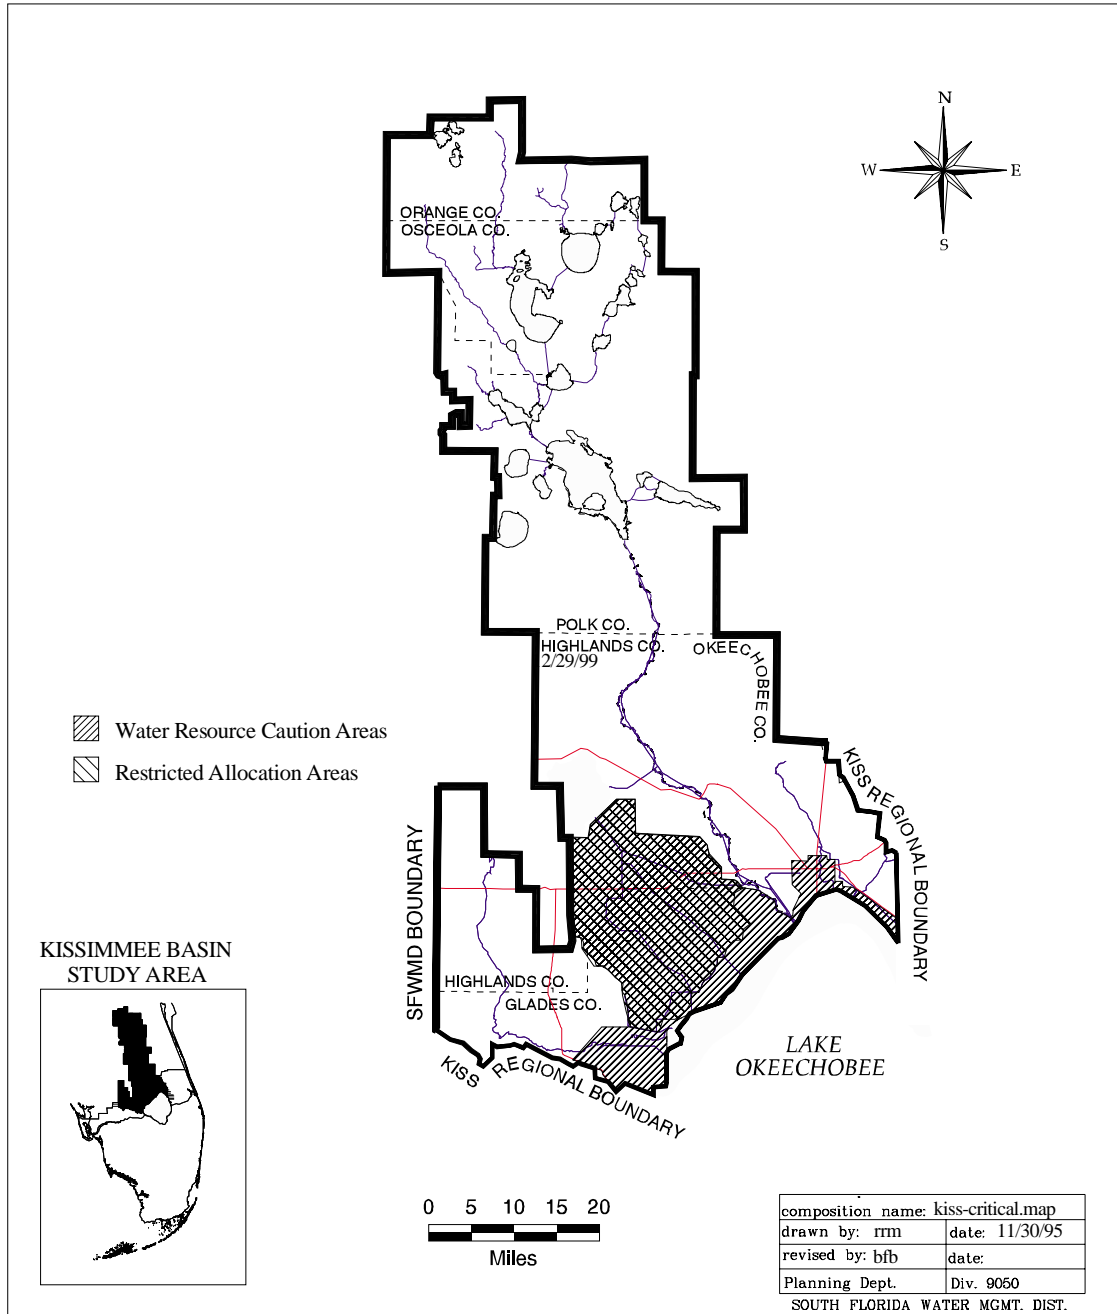 N
W
E
S
ORANGE CO.
OSCEOLA CO.
POLK CO.
HIGHLANDS CO.
2/29/99
OKEECHOBEE CO.
Water Resource Caution Areas
Restricted Allocation Areas
KISS REGIONAL BOUNDARY
SFWMD BOUNDARY
HIGHLANDS CO.
GLADES CO.
KISS REGIONAL BOUNDARY
LAKE
OKEECHOBEE
KISSIMMEE BASIN
STUDY AREA
0 5 10 15 20
Miles
composition name: kiss-critical.map
drawn by: rrm date: 11/30/95
revised by: bfb date:
Planning Dept. Div. 9050
SOUTH FLORIDA WATER MGMT. DIST.